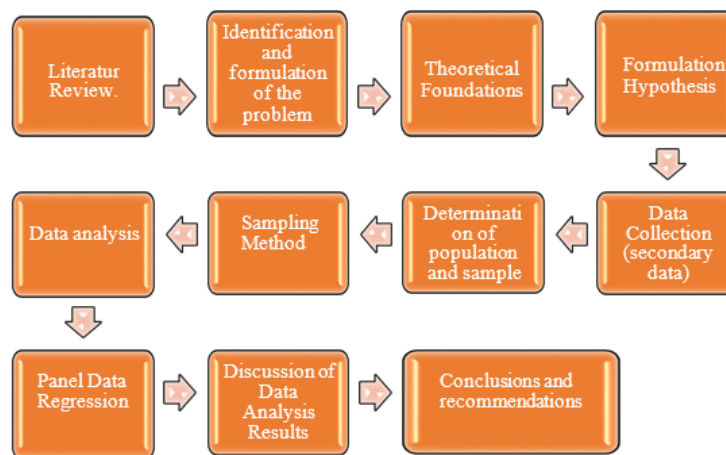 Literatur
Review.
Identification
and
formulation
of the
problem
Theoretical
Foundations
Formulation
Hypothesis
Data
Collection
(secondary
data)
Determinati
on of
population
and sample
Sampling
Method
Data analysis
Panel Data
Regression
Discussion of
Data
Analysis
Results
Conclusions and
recommendations